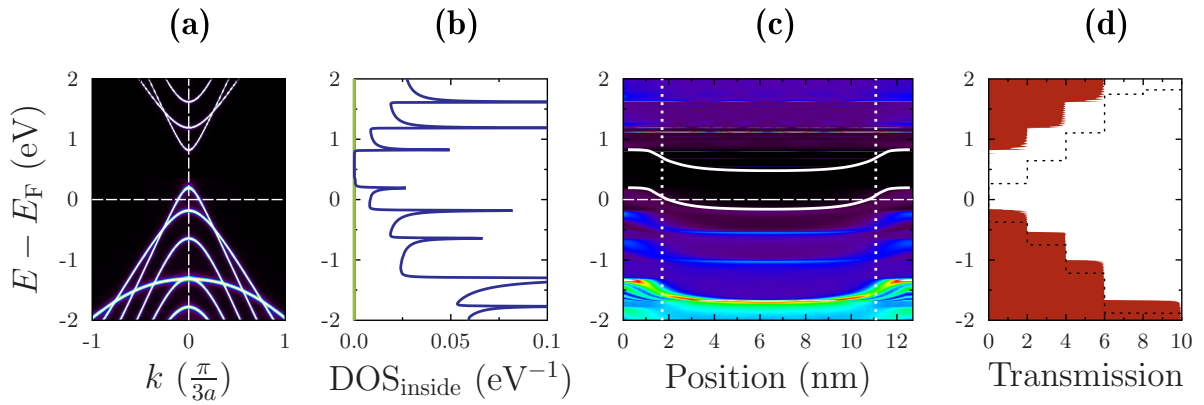 (a) (b) (c) (d)
E − E_F (eV)
2 2 2 2
1 1 1 1
0 0 0 0
-1 -1 -1 -1
-2 -2 -2 -2
-1 0 1 0.0 0.05 0.1 0 2 4 6 8 10 12 0 2 4 6 8 10
k (π/3a) DOS_inside (eV⁻¹) Position (nm) Transmission